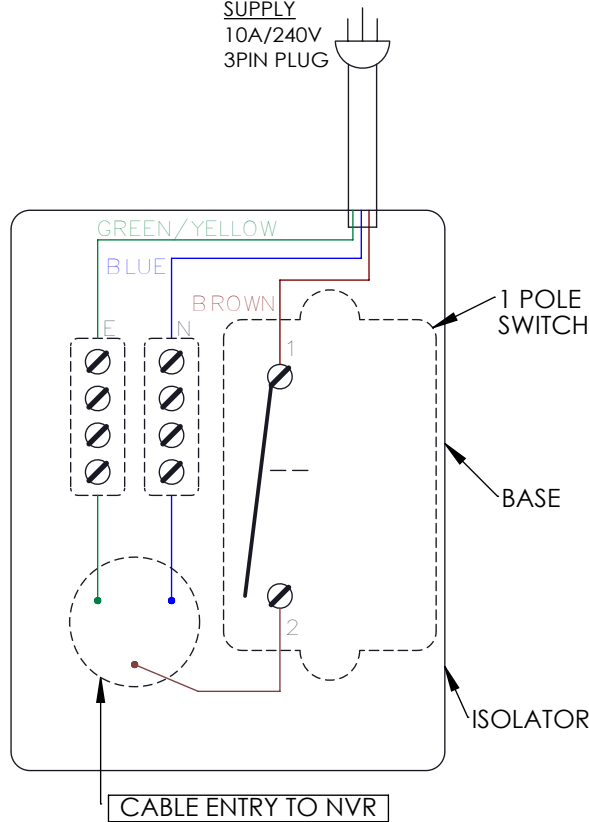 SUPPLY
10A/240V
3PIN PLUG
GREEN/YELLOW
BLUE
BROWN
1 POLE
SWITCH
E
N
1
BASE
2
ISOLATOR
CABLE ENTRY TO NVR